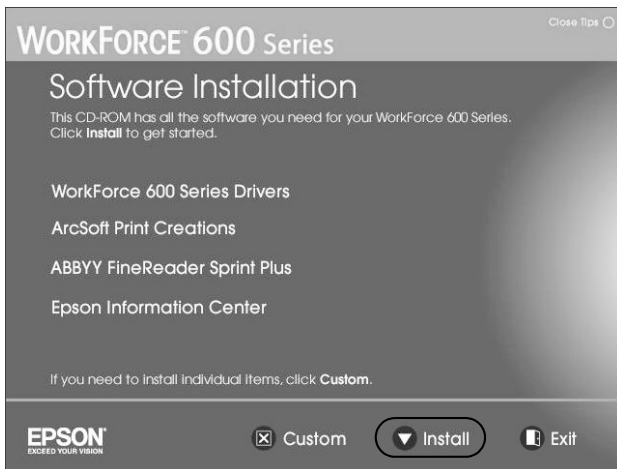 Close Tips
WORKFORCE™ 600 Series
Software Installation
This CD-ROM has all the software you need for your WorkForce 600 Series.
Click Install to get started.
WorkForce 600 Series Drivers
ArcSoft Print Creations
ABBYY FineReader Sprint Plus
Epson Information Center
If you need to install individual items, click Custom.
EPSON®
EXCEED YOUR VISION
Custom
Install
Exit